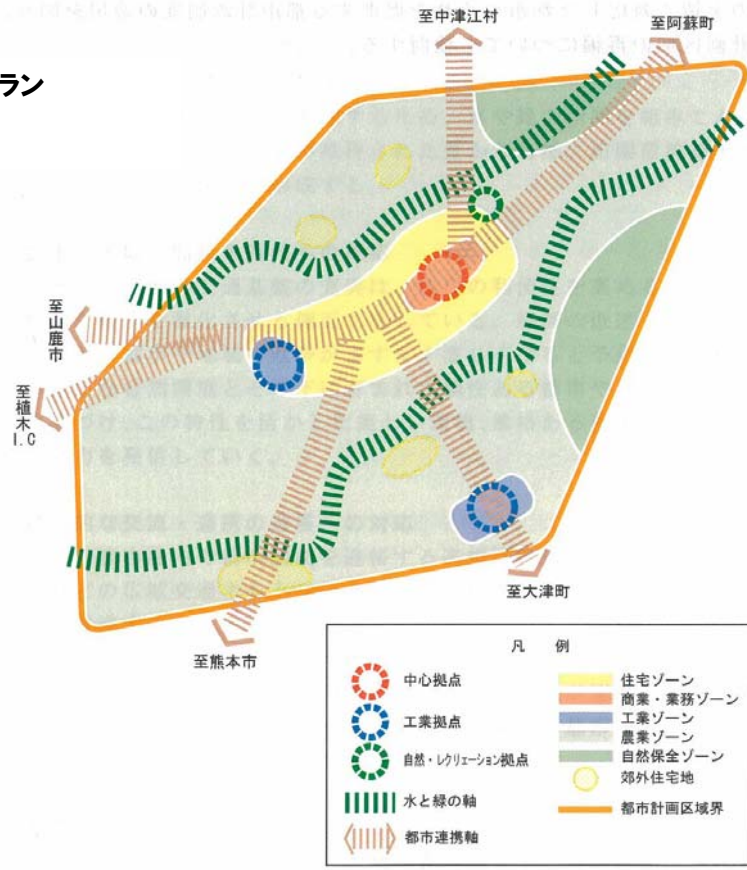 至中津江村
至阿蘇町
ラン
至山鹿市
至植木I.C
至大津町
至熊本市
凡 例
中心拠点
工業拠点
自然・レクリェーション拠点
水と緑の軸
都市連携軸
住宅ゾーン
商業・業務ゾーン
工業ゾーン
農業ゾーン
自然保全ゾーン
郊外住宅地
都市計画区域界